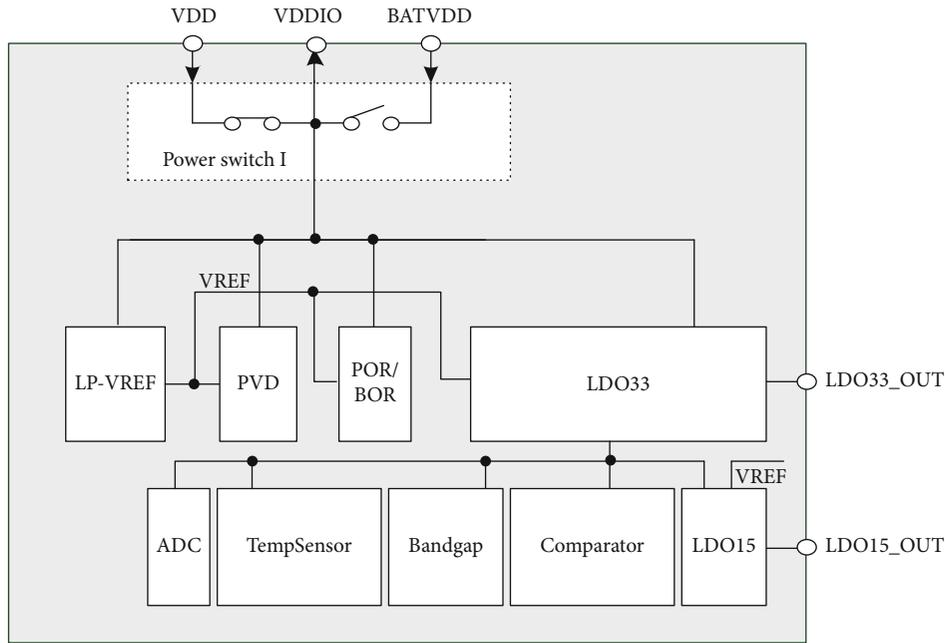 VDD
VDDIO
BATVDD
Power switch I
VREF
LP-VREF
PVD
POR/
BOR
LDO33
LDO33_OUT
VREF
ADC
TempSensor
Bandgap
Comparator
LDO15
LDO15_OUT